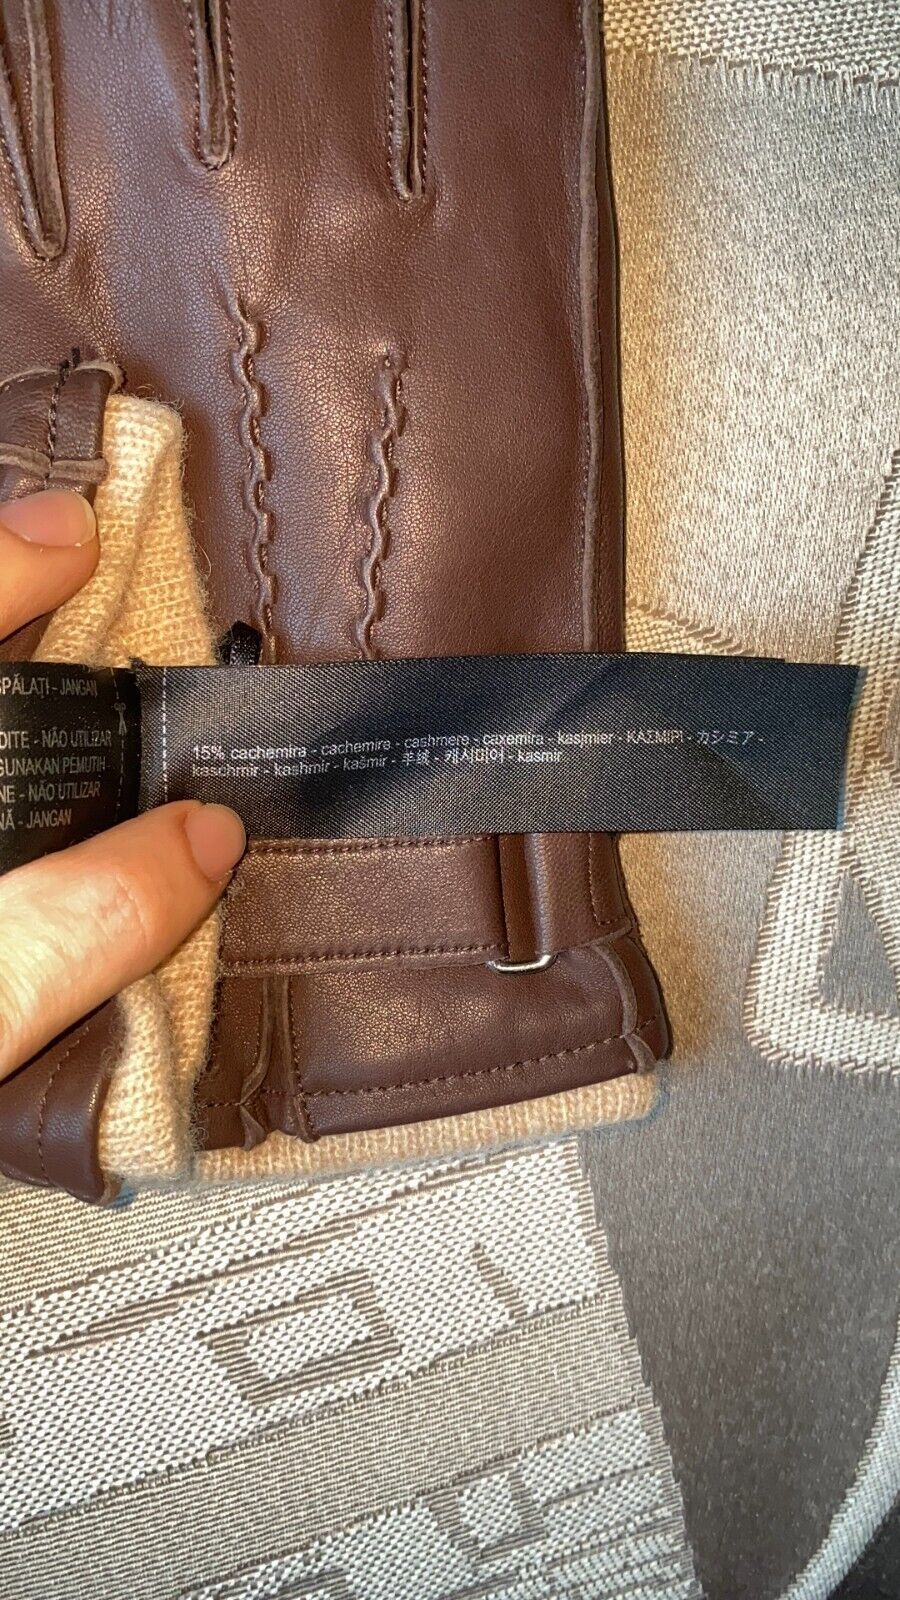 SPĂLAȚI - JANGAN
DITE - NÃO UTILIZAR
GUNAKAN PEMUTIH
NE - NÃO UTILIZAR
NĂ - JANGAN
15% cachemira - cachemire - cashmere - caxemira - kasjmier - ΚΑΣΜΙΡΙ - カシミア -
kaschmir - kashmir - kašmir - 羊绒 - 캐시미어 - kasmir